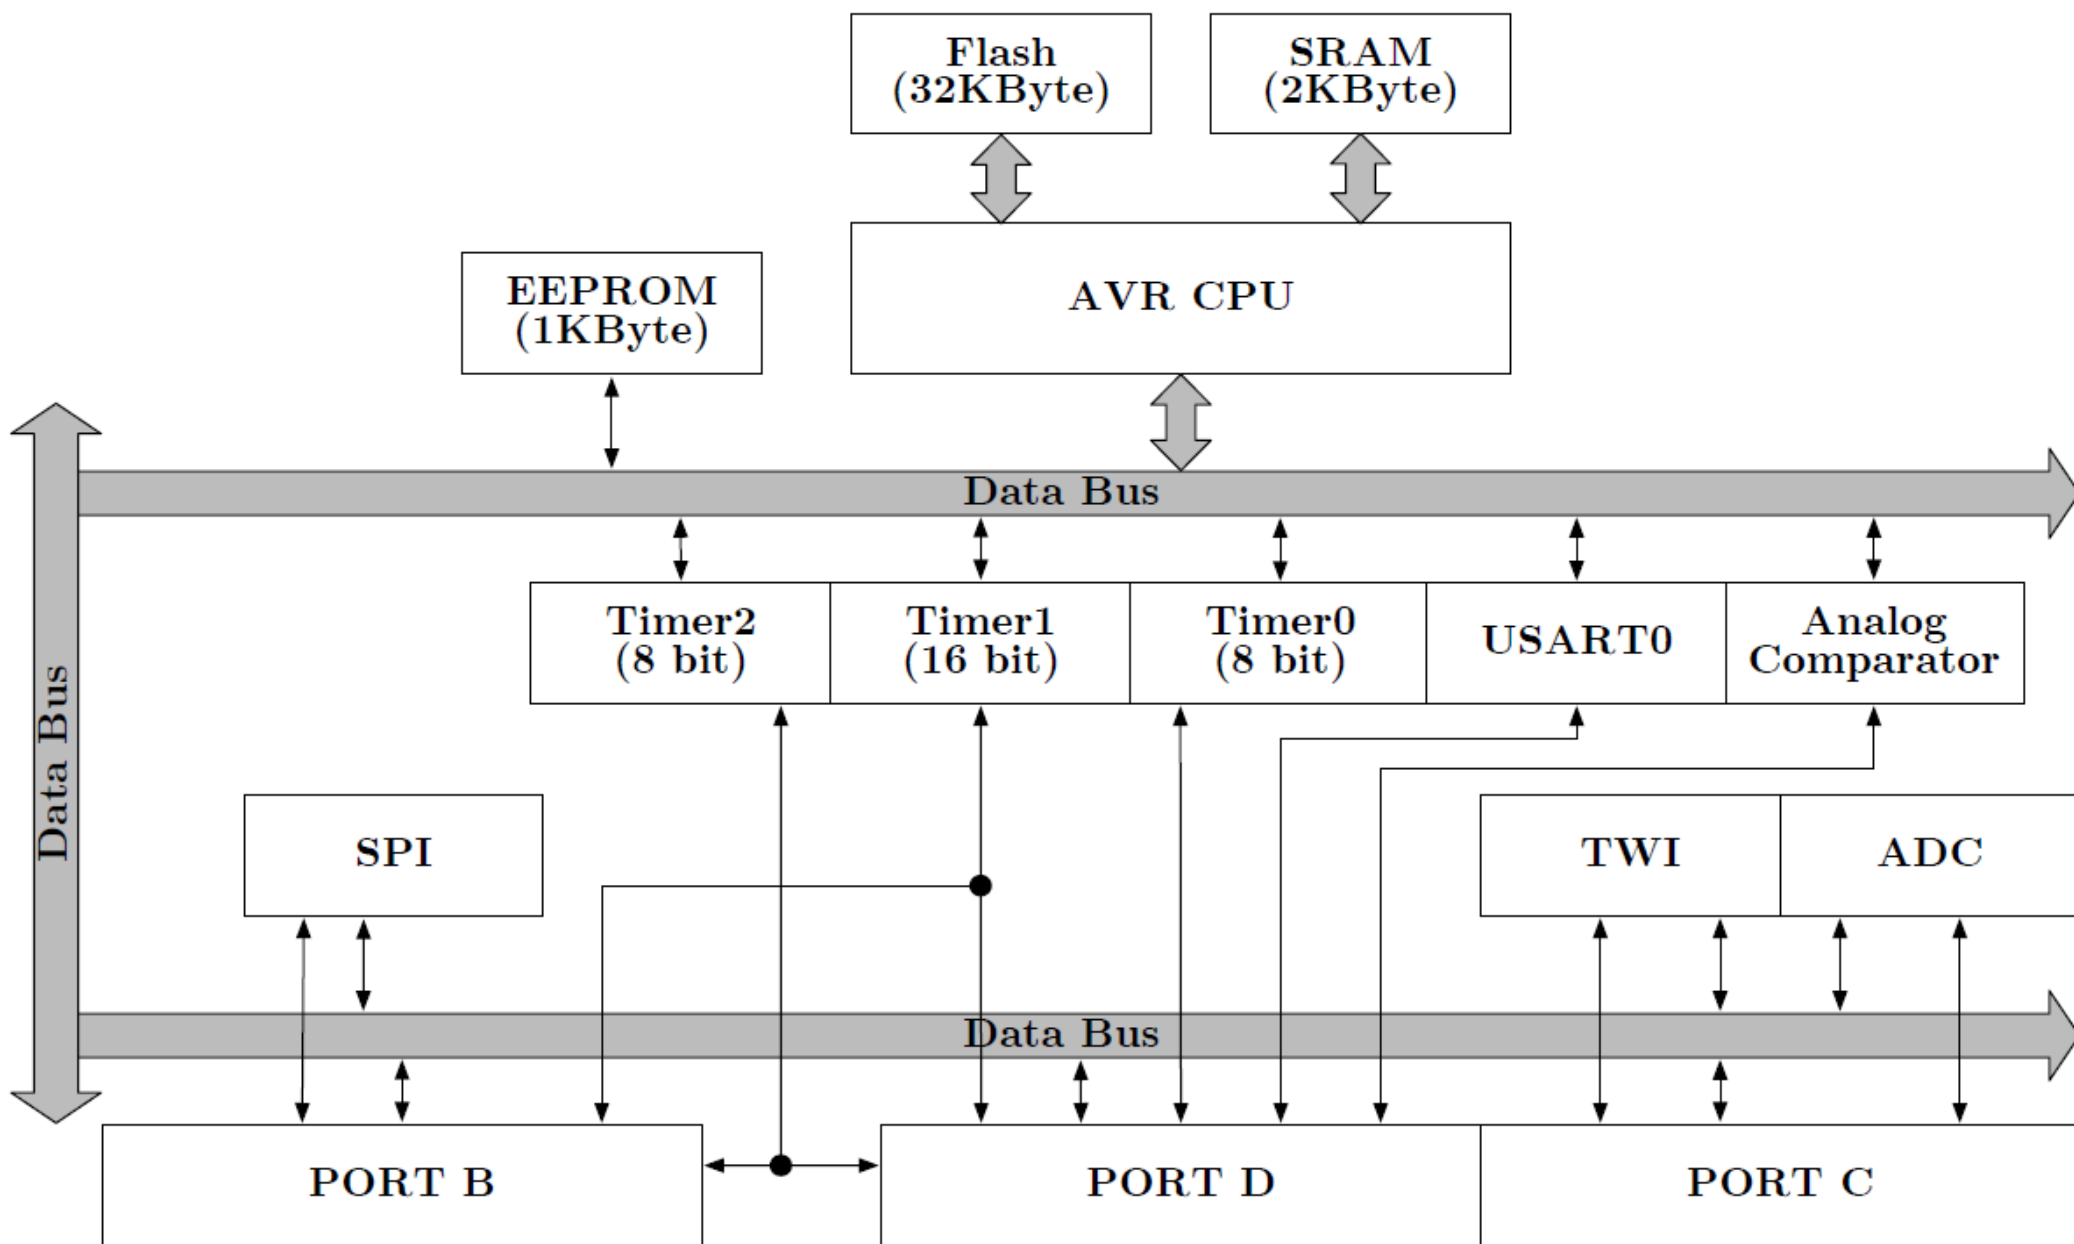 Flash
(32KByte)
SRAM
(2KByte)
EEPROM
(1KByte)
AVR CPU
Data Bus
Timer2
(8 bit)
Timer1
(16 bit)
Timer0
(8 bit)
USART0
Analog
Comparator
Data Bus
SPI
TWI
ADC
Data Bus
PORT B
PORT D
PORT C